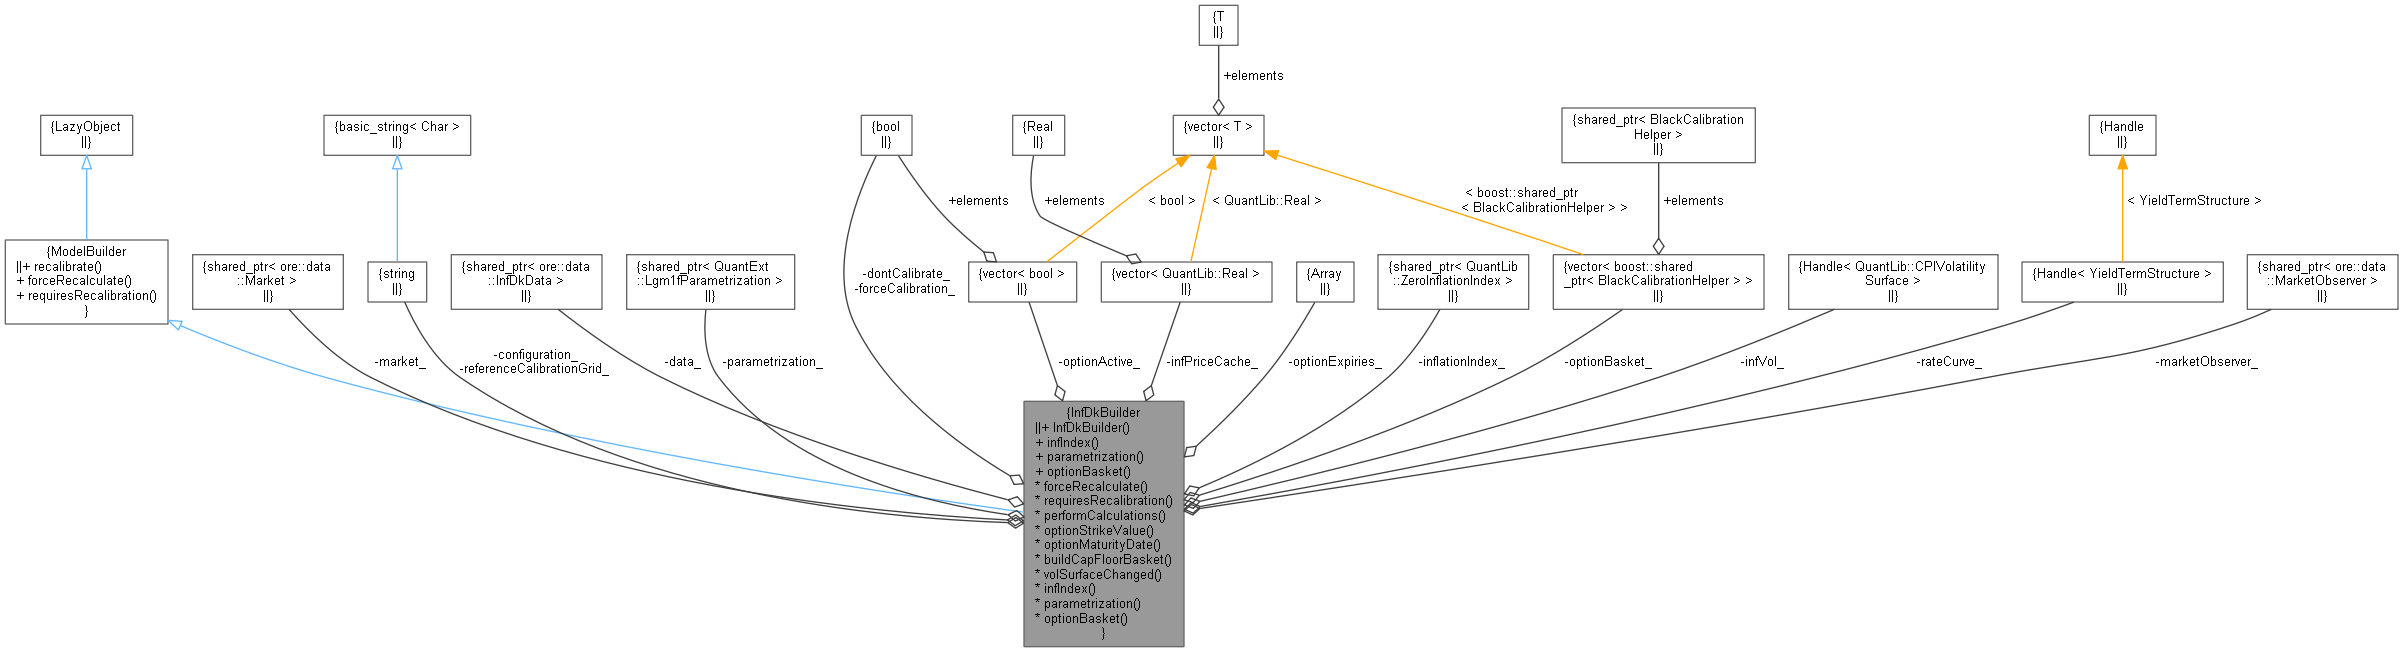 {T
||}
+elements
{LazyObject
||}
{basic_string< Char >
||}
{bool
||}
{Real
||}
{vector< T >
||}
{shared_ptr< BlackCalibration
Helper >
||}
{Handle
||}
+elements
+elements
< bool >
< QuantLib::Real >
< boost::shared_ptr
< BlackCalibrationHelper > >
+elements
< YieldTermStructure >
{ModelBuilder
||+ recalibrate()
+ forceRecalculate()
+ requiresRecalibration()
}
{shared_ptr< ore::data
::Market >
||}
{string
||}
{shared_ptr< ore::data
::InfDkData >
||}
{shared_ptr< QuantExt
::Lgm1fParametrization >
||}
-dontCalibrate_
-forceCalibration_
{vector< bool >
||}
{vector< QuantLib::Real >
||}
{Array
||}
{shared_ptr< QuantLib
::ZeroInflationIndex >
||}
{vector< boost::shared
_ptr< BlackCalibrationHelper > >
||}
{Handle< QuantLib::CPIVolatility
Surface >
||}
{Handle< YieldTermStructure >
||}
{shared_ptr< ore::data
::MarketObserver >
||}
-market_
-configuration_
-referenceCalibrationGrid_
-data_
-parametrization_
-optionActive_
-infPriceCache_
-optionExpiries_
-inflationIndex_
-optionBasket_
-infVol_
-rateCurve_
-marketObserver_
{InfDkBuilder
||+ InfDkBuilder()
+ infIndex()
+ parametrization()
+ optionBasket()
* forceRecalculate()
* requiresRecalibration()
* performCalculations()
* optionStrikeValue()
* optionMaturityDate()
* buildCapFloorBasket()
* volSurfaceChanged()
* infIndex()
* parametrization()
* optionBasket()
}